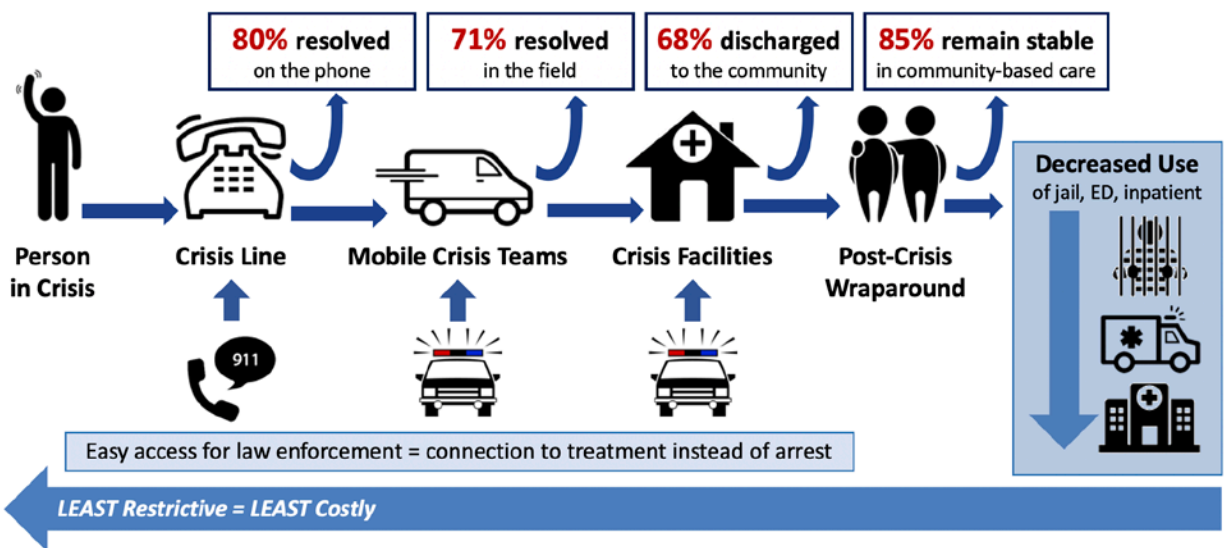 80% resolved
on the phone
71% resolved
in the field
68% discharged
to the community
85% remain stable
in community-based care
Decreased Use
of jail, ED, inpatient
Person
in Crisis
Crisis Line
Mobile Crisis Teams
Crisis Facilities
Post-Crisis
Wraparound
911
Easy access for law enforcement = connection to treatment instead of arrest
LEAST Restrictive = LEAST Costly